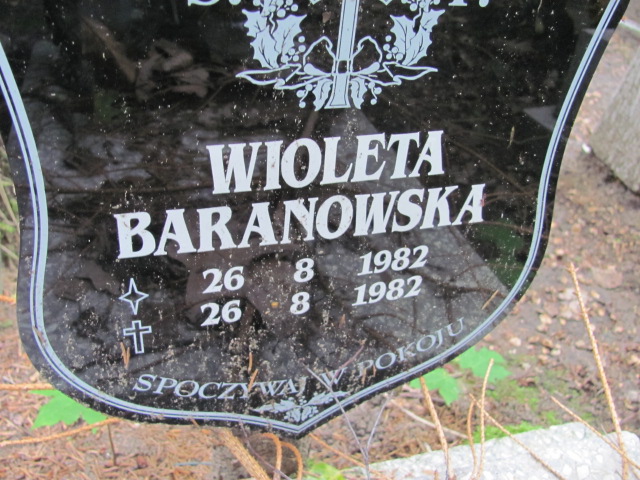 WIOLETA
BARANOWSKA
26 8 1982
26 8 1982
SPOCZYWAJ W POKOJU